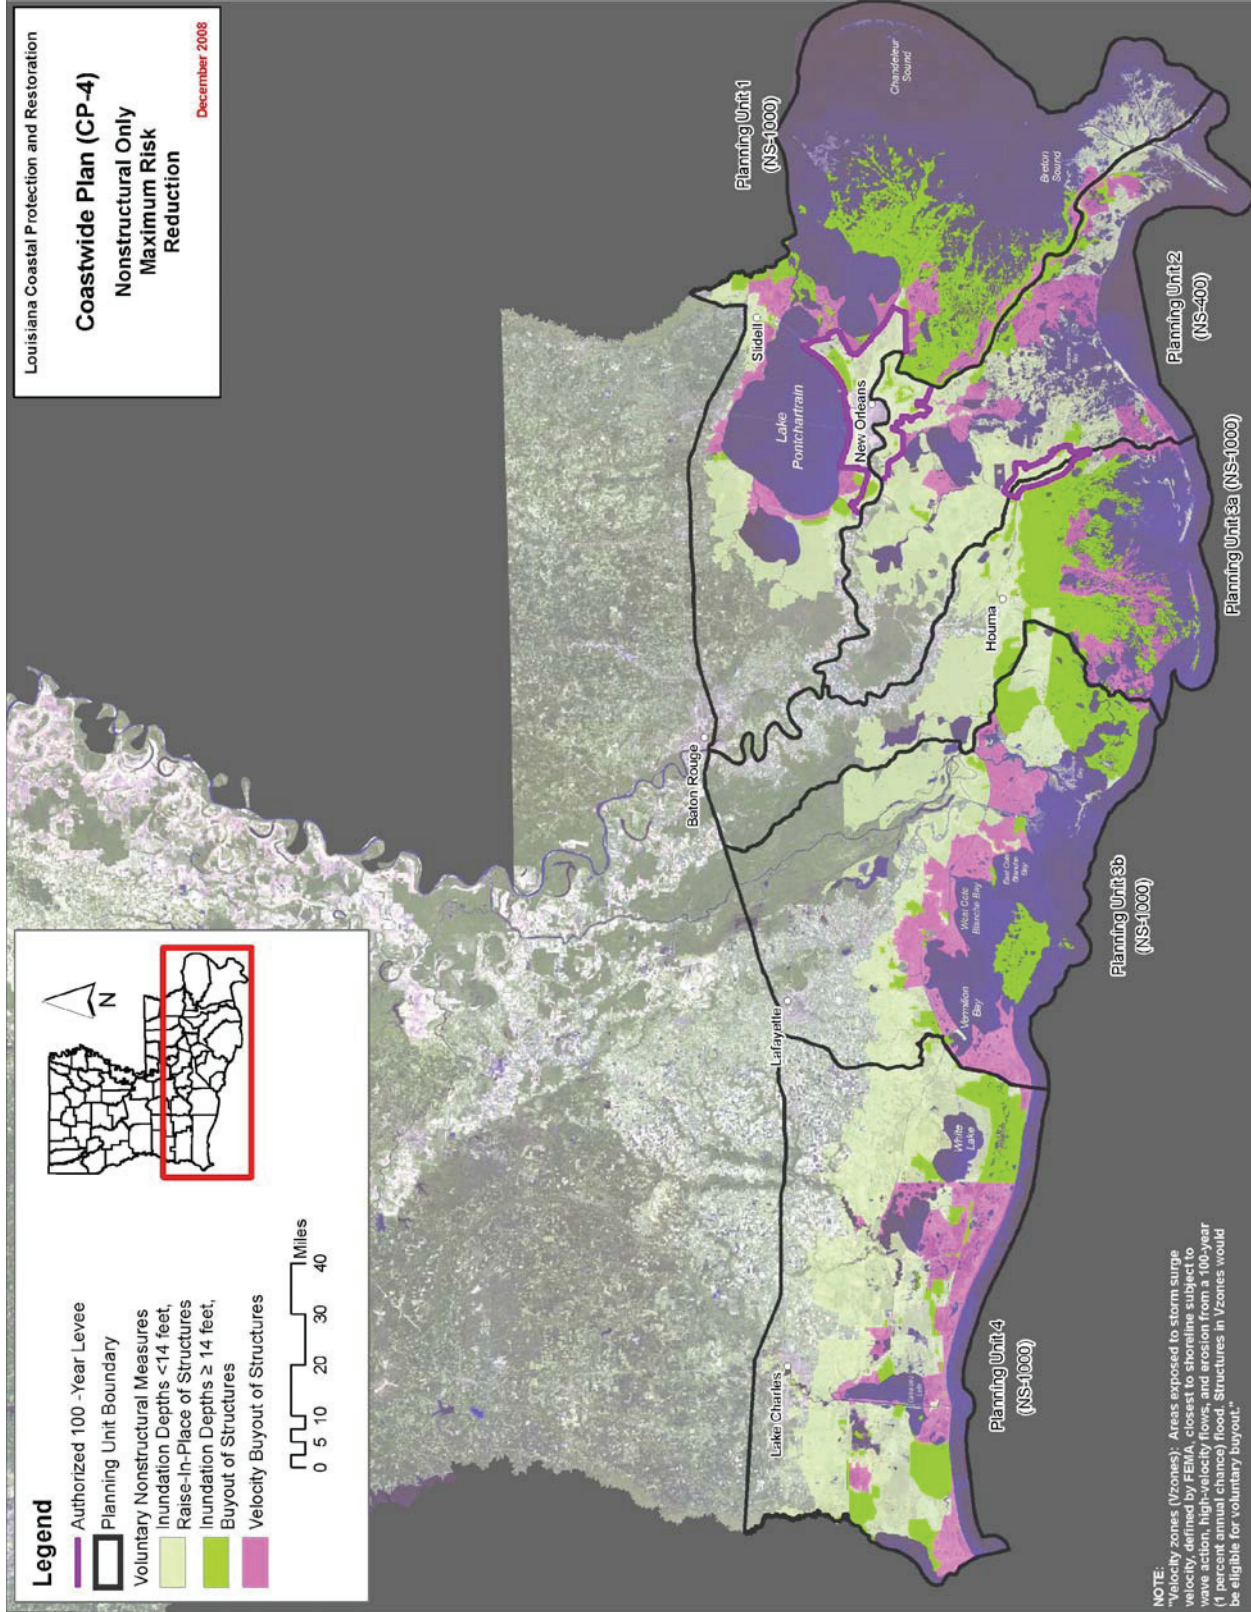 Louisiana Coastal Protection and Restoration
Coastwide Plan (CP-4)
Nonstructural Only
Maximum Risk
Reduction
December 2008
Legend
Authorized 100 -Year Levee
Planning Unit Boundary
Voluntary Nonstructural Measures
Inundation Depths <14 feet,
Raise-In-Place of Structures
Inundation Depths ≥ 14 feet,
Buyout of Structures
Velocity Buyout of Structures
0 5 10 20 30 40
Miles
N
Planning Unit 1
(NS-1000)
Chandeleur
Sound
Breton
Sound
Slidell
Lake
Pontchartrain
New Orleans
Planning Unit 2
(NS-400)
Baton Rouge
Houma
Planning Unit 3a (NS-1000)
Lafayette
West Cote
Blanche Bay
East Cote
Blanche
Bay
Vermilion
Bay
Planning Unit 3b
(NS-1000)
White
Lake
Lake Charles
Planning Unit 4
(NS-1000)
NOTE:
"Velocity zones (Vzones): Areas exposed to storm surge
velocity, defined by FEMA, closest to shoreline subject to
wave action, high-velocity flows, and erosion from a 100-year
(1 percent annual chance) flood. Structures in Vzones would
be eligible for voluntary buyout."